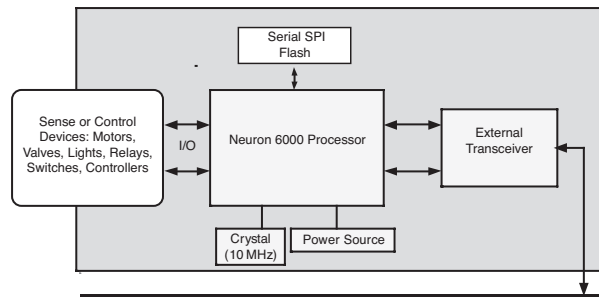 Serial SPI
Flash
Sense or Control
Devices: Motors,
Valves, Lights, Relays,
Switches, Controllers
I/O
Neuron 6000 Processor
External
Transceiver
Crystal
(10 MHz)
Power Source